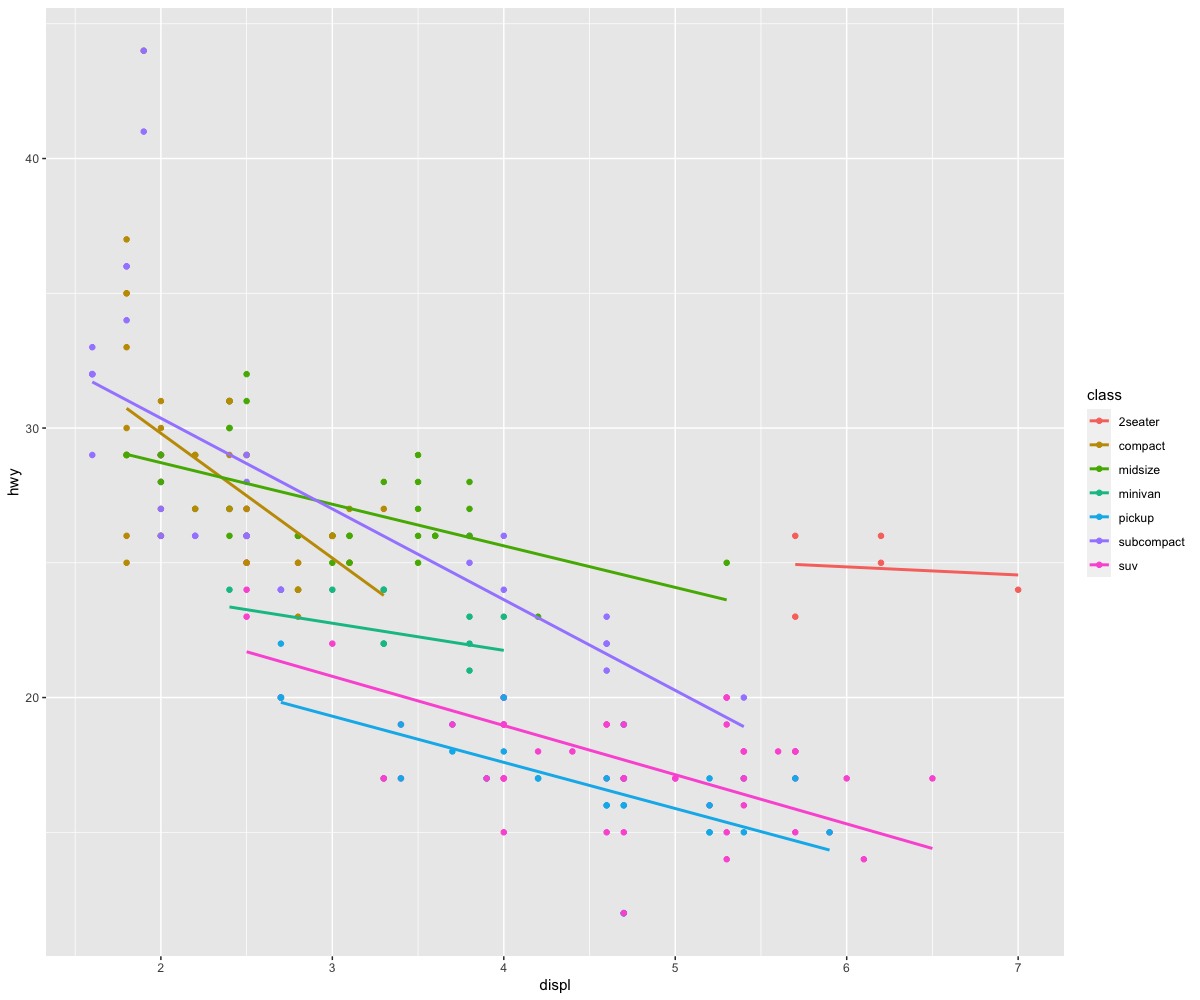 40
30
20
hwy
2
3
4
5
6
7
displ
class
2seater
compact
midsize
minivan
pickup
subcompact
suv